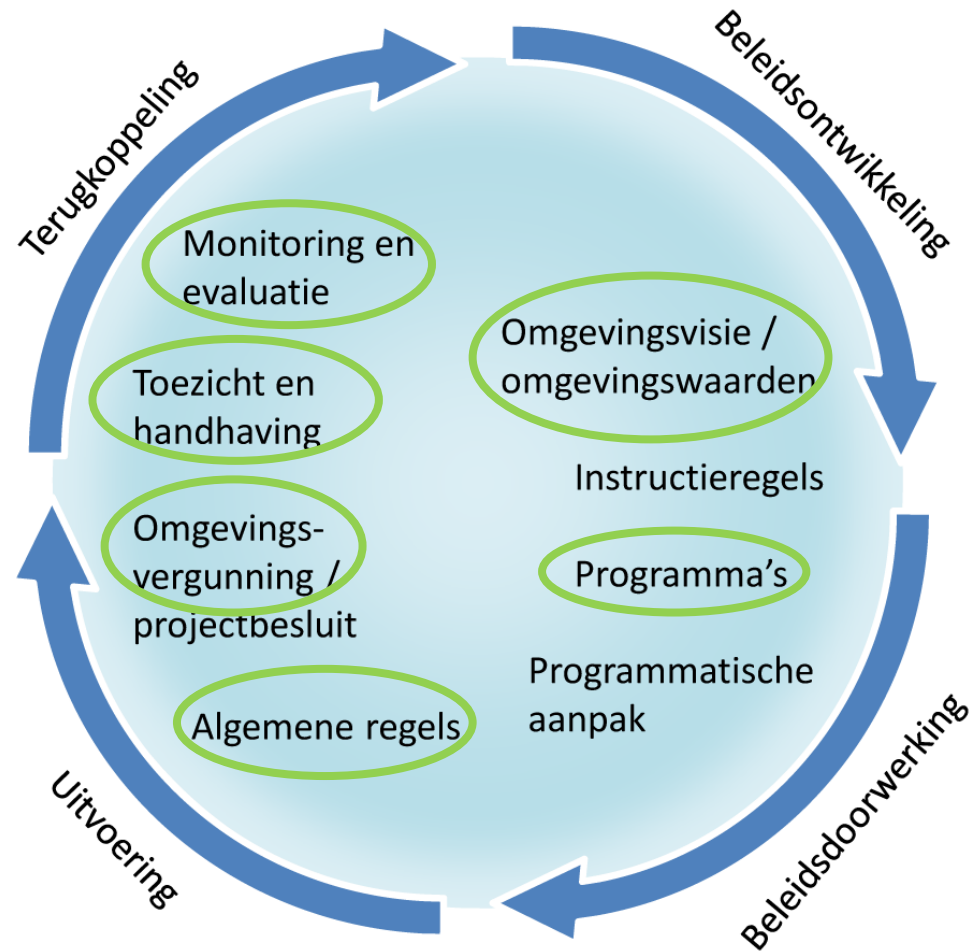 Beleidsontwikkeling
Terugkoppeling
Monitoring en
evaluatie
Omgevingsvisie /
omgevingswaarden
Toezicht en
handhaving
Instructieregels
Omgevings-
vergunning /
projectbesluit
Programma's
Programmatische
aanpak
Algemene regels
Uitvoering
Beleidsdoorwerking